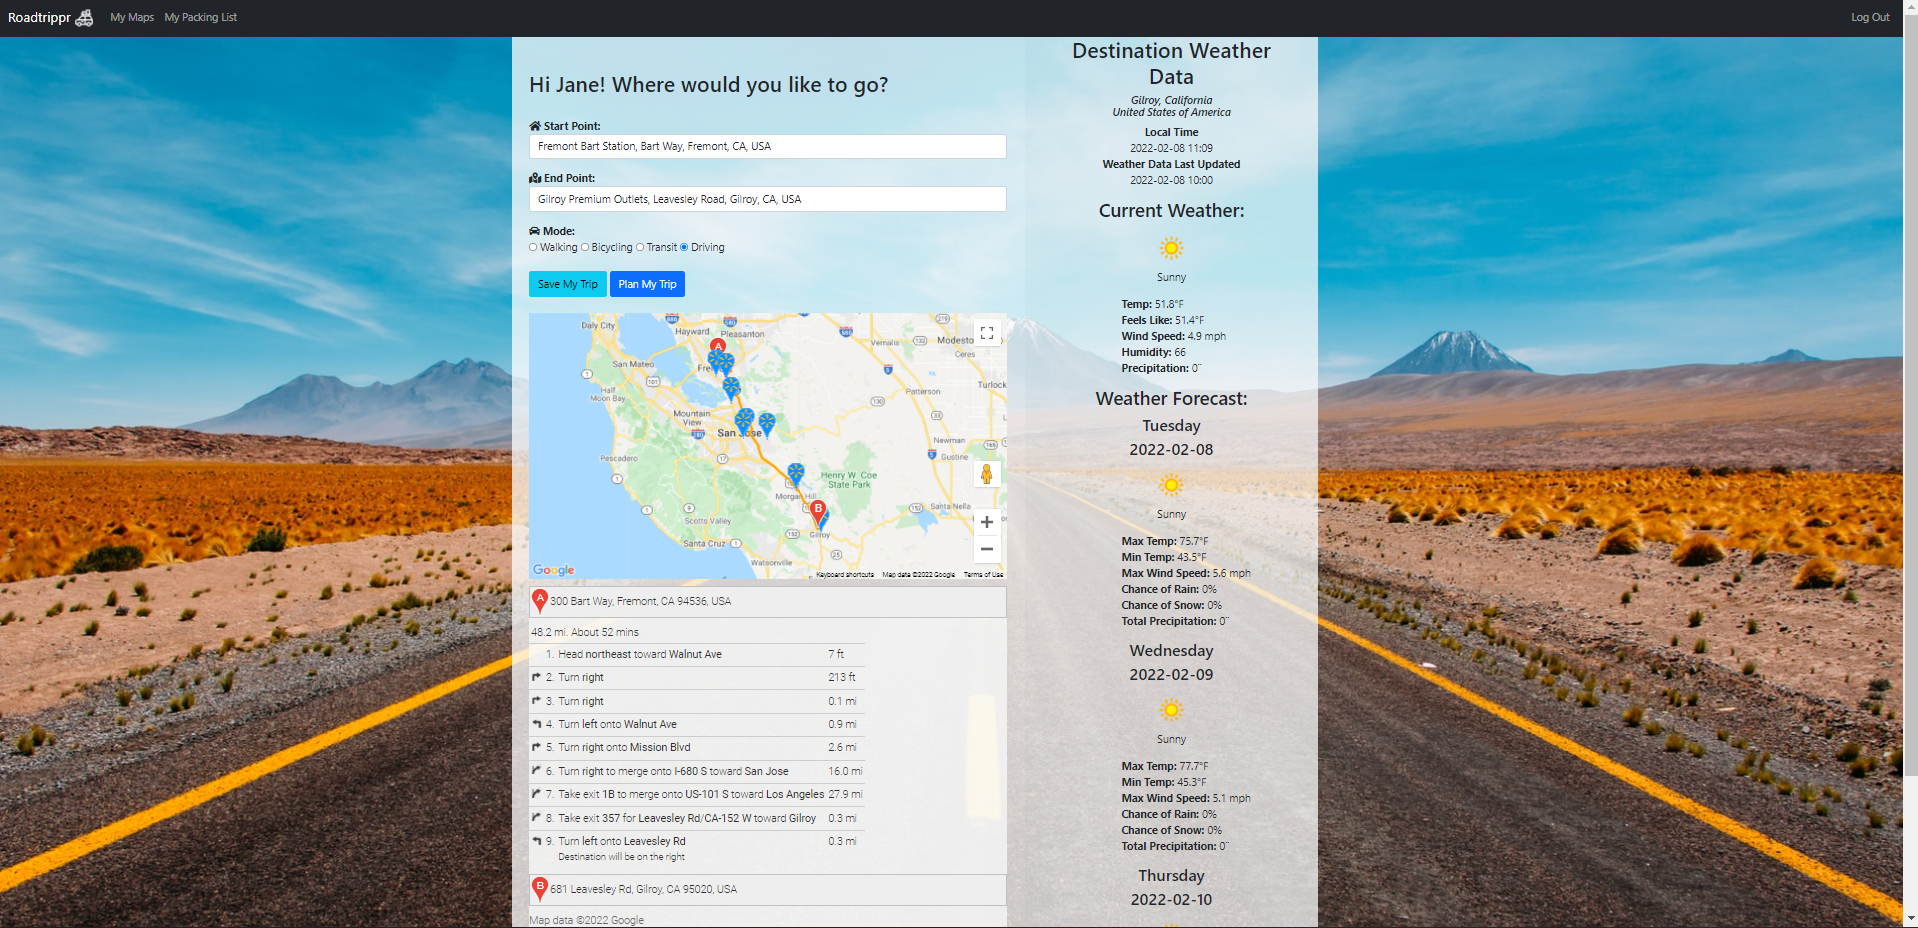 Roadtrippr
My Maps
My Packing List
Log Out
Hi Jane! Where would you like to go?
Start Point:
Fremont Bart Station, Bart Way, Fremont, CA, USA
End Point:
Gilroy Premium Outlets, Leavesley Road, Gilroy, CA, USA
Mode:
Walking Bicycling Transit Driving
Save My Trip
Plan My Trip
Daly City
Hayward
Pleasanton
San Mateo
Half
Moon Bay
Mountain
View
San Jose
Pescadero
Scotts Valley
Santa Cruz
Watsonville
Morgan Hill
Gilroy
Henry W. Coe
State Park
Vernalis
Modesto
Ceres
Turlock
Patterson
Newman
Gustine
Santa Nella
A
B
Google
Keyboard shortcuts
Map data ©2022 Google
Terms of Use
A 300 Bart Way, Fremont, CA 94536, USA
48.2 mi. About 52 mins
1. Head northeast toward Walnut Ave 7 ft
2. Turn right 213 ft
3. Turn right 0.1 mi
4. Turn left onto Walnut Ave 0.9 mi
5. Turn right onto Mission Blvd 2.6 mi
6. Turn right to merge onto I-680 S toward San Jose 16.0 mi
7. Take exit 1B to merge onto US-101 S toward Los Angeles 27.9 mi
8. Take exit 357 for Leavesley Rd/CA-152 W toward Gilroy 0.3 mi
9. Turn left onto Leavesley Rd 0.3 mi
Destination will be on the right
B 681 Leavesley Rd, Gilroy, CA 95020, USA
Map data ©2022 Google
Destination Weather
Data
Gilroy, California
United States of America
Local Time
2022-02-08 11:09
Weather Data Last Updated
2022-02-08 10:00
Current Weather:
Sunny
Temp: 51.8°F
Feels Like: 51.4°F
Wind Speed: 4.9 mph
Humidity: 66
Precipitation: 0"
Weather Forecast:
Tuesday
2022-02-08
Sunny
Max Temp: 75.7°F
Min Temp: 43.5°F
Max Wind Speed: 5.6 mph
Chance of Rain: 0%
Chance of Snow: 0%
Total Precipitation: 0"
Wednesday
2022-02-09
Sunny
Max Temp: 77.7°F
Min Temp: 45.3°F
Max Wind Speed: 5.1 mph
Chance of Rain: 0%
Chance of Snow: 0%
Total Precipitation: 0"
Thursday
2022-02-10